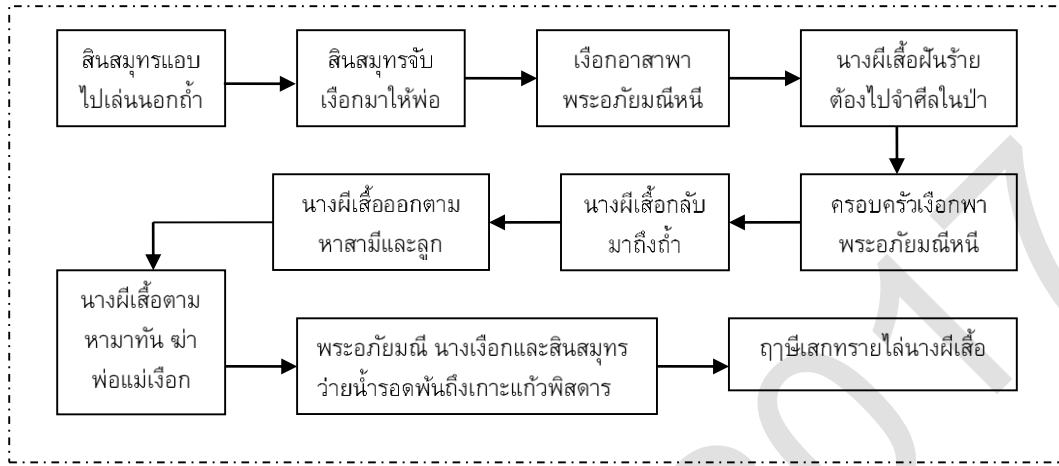 สินสมุทรแอบ
ไปเล่นนอกถ้ำ
สินสมุทรจับ
เงือกมาให้พ่อ
เงือกอาสาพา
พระอภัยมณีหนี
นางผีเสื้อฝันร้าย
ต้องไปจำศีลในป่า
ครอบครัวเงือกพา
พระอภัยมณีหนี
นางผีเสื้อกลับ
มาถึงถ้ำ
นางผีเสื้อออกตาม
หาสามีและลูก
นางผีเสื้อตาม
หามาทัน ฆ่า
พ่อแม่เงือก
พระอภัยมณี นางเงือกและสินสมุทร
ว่ายน้ำรอดพ้นถึงเกาะแก้วพิสดาร
ฤๅษีเสกทรายไล่นางผีเสื้อ
2017